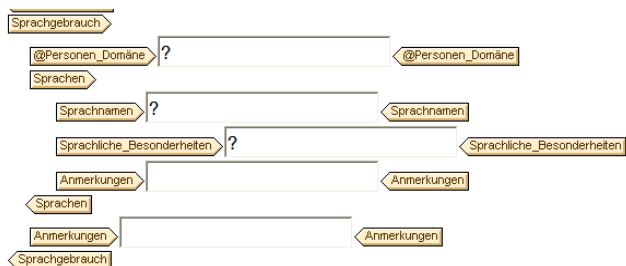 Sprachgebrauch
@Personen_Domäne ? @Personen_Domäne
Sprachen
Sprachnamen ? Sprachnamen
Sprachliche_Besonderheiten ? Sprachliche_Besonderheiten
Anmerkungen Anmerkungen
Sprachen
Anmerkungen Anmerkungen
Sprachgebrauch